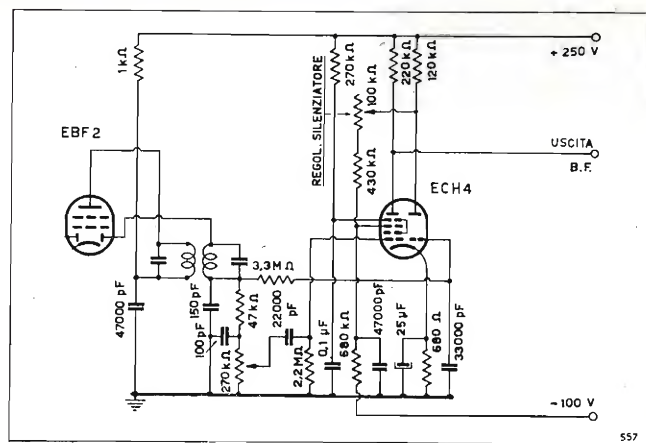 1 kΩ
270 kΩ
220 kΩ
120 kΩ
+ 250 V
REGOL. SILENZIATORE
100 kΩ
EBF2
430 kΩ
USCITA
B.F.
ECH4
3,3 MΩ
47000 pF
150 pF
100 pF
47 kΩ
270 kΩ
22000 pF
2,2 MΩ
0,1 µF
680 kΩ
47000 pF
25 µF
680 Ω
33000 pF
− 100 V
557